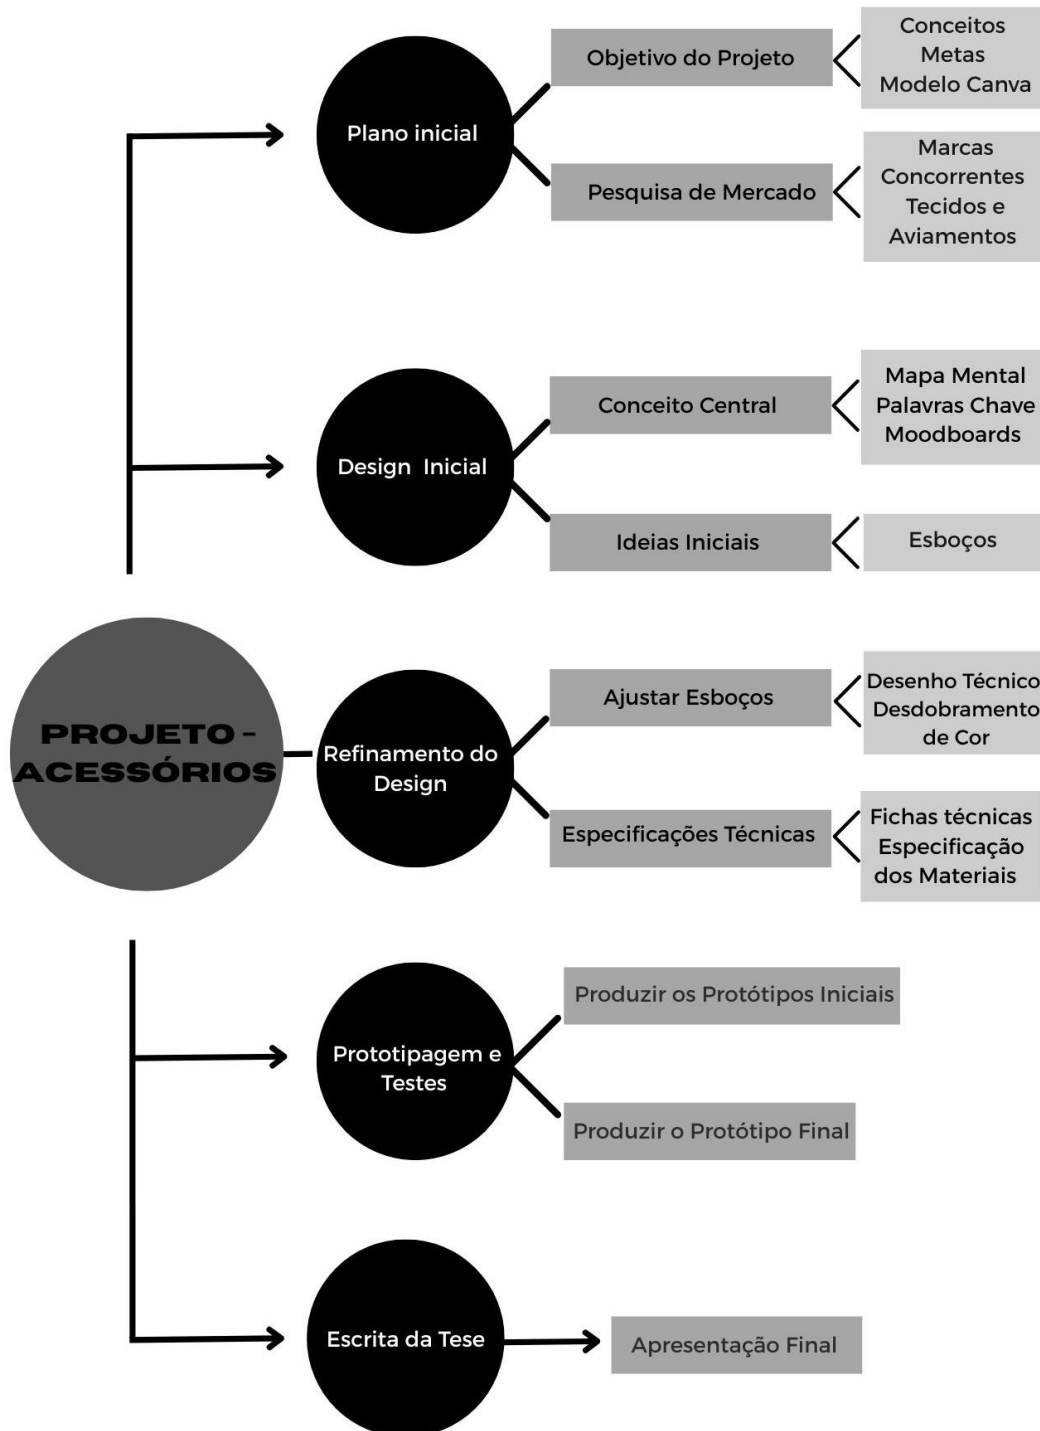 Plano inicial
Objetivo do Projeto
Conceitos
Metas
Modelo Canva
Pesquisa de Mercado
Marcas
Concorrentes
Tecidos e
Aviamentos
Design Inicial
Conceito Central
Mapa Mental
Palavras Chave
Moodboards
Ideias Iniciais
Esboços
PROJETO -
ACESSÓRIOS
Refinamento do
Design
Ajustar Esboços
Desenho Técnico
Desdobramento
de Cor
Especificações Técnicas
Fichas técnicas
Especificação
dos Materiais
Prototipagem e
Testes
Produzir os Protótipos Iniciais
Produzir o Protótipo Final
Escrita da Tese
Apresentação Final